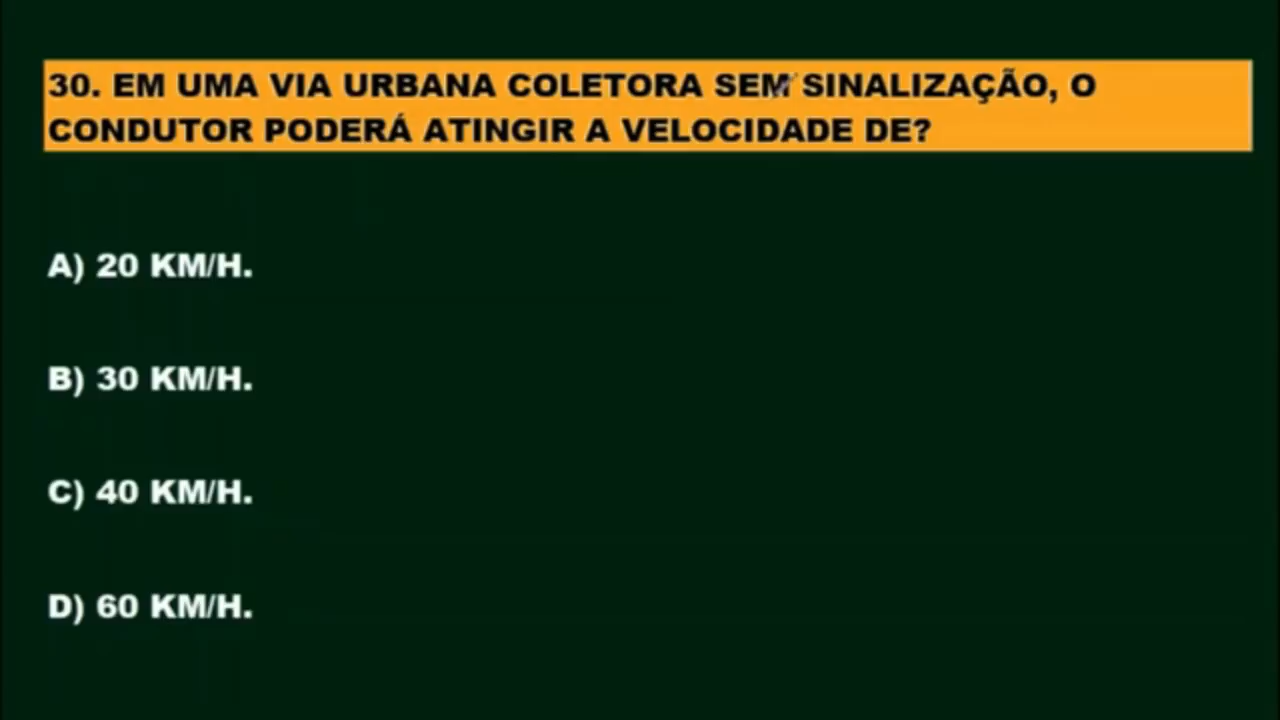 30. EM UMA VIA URBANA COLETORA SEM SINALIZAÇÃO, O
CONDUTOR PODERÁ ATINGIR A VELOCIDADE DE?
A) 20 KM/H.
B) 30 KM/H.
C) 40 KM/H.
D) 60 KM/H.